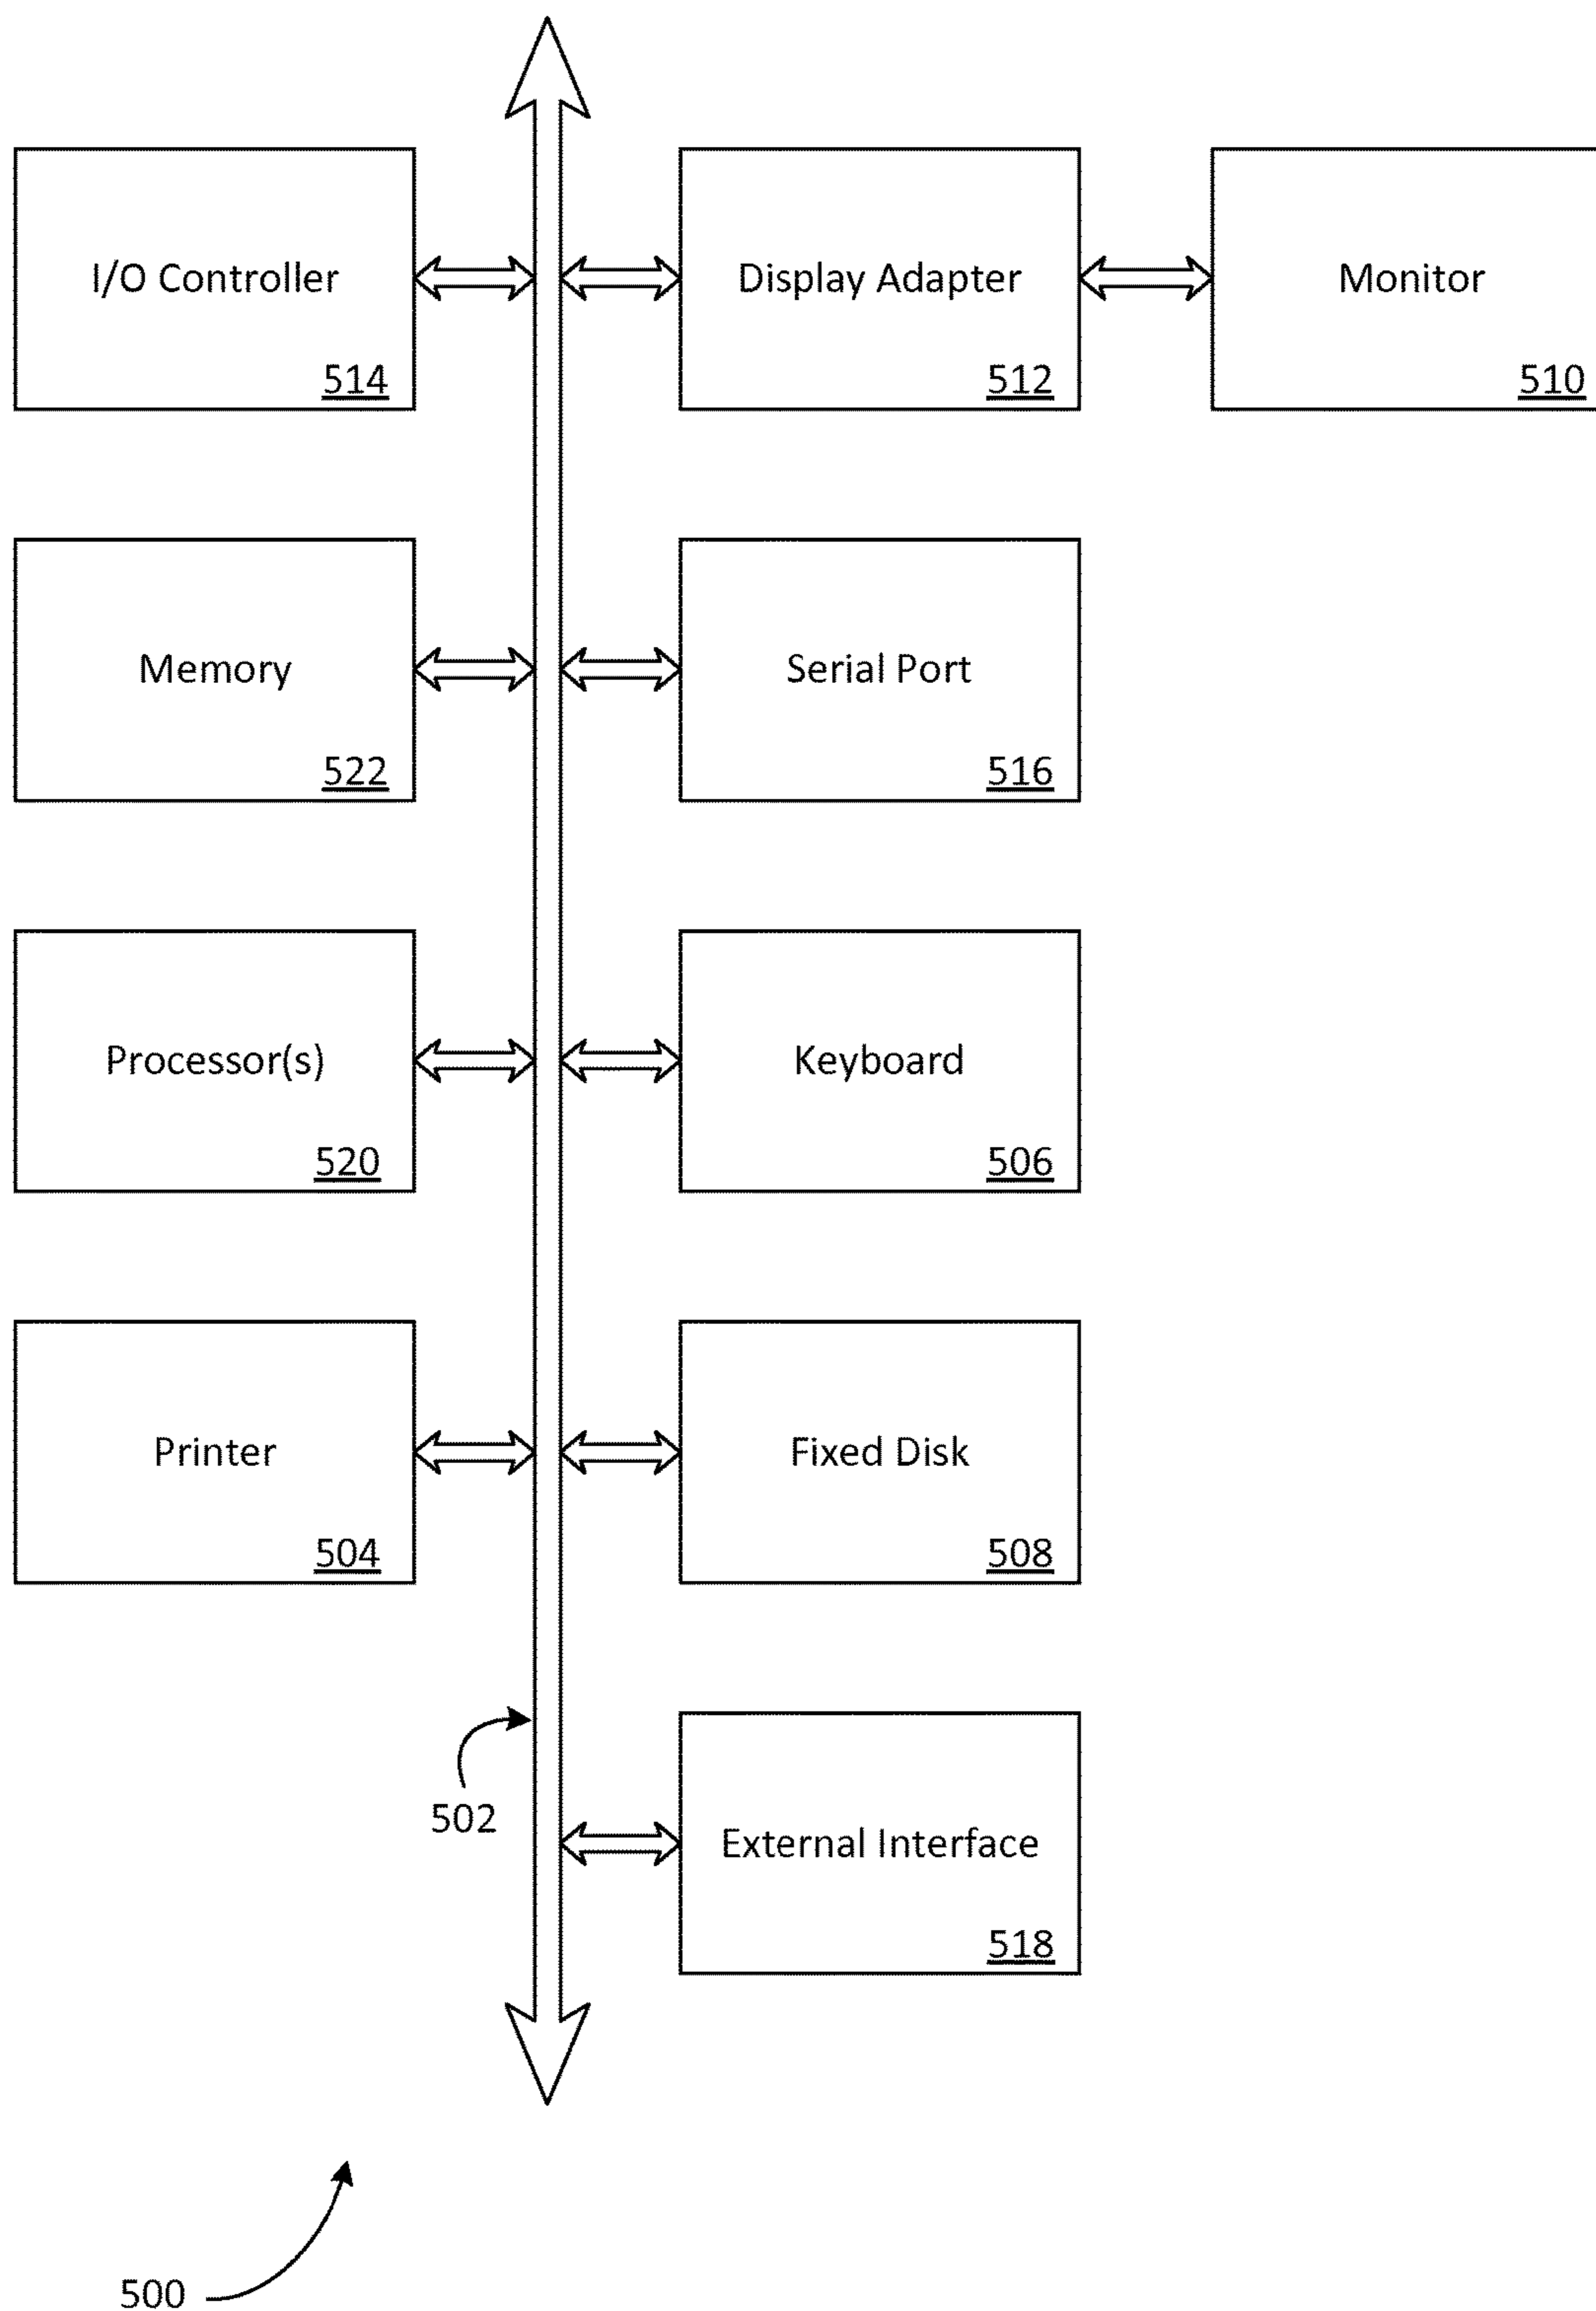 I/O Controller
514
Display Adapter
512
Monitor
510
Memory
522
Serial Port
516
Processor(s)
520
Keyboard
506
Printer
504
Fixed Disk
508
502
External Interface
518
500